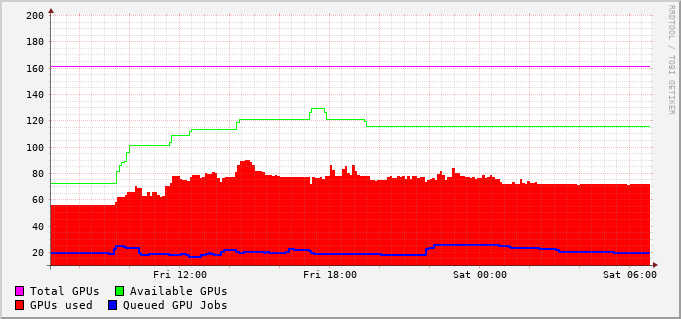 200
180
160
140
120
100
80
60
40
20
Fri 12:00 Fri 18:00 Sat 00:00 Sat 06:00
Total GPUs Available GPUs
GPUs used Queued GPU Jobs
RRDTOOL / TOBI OETIKER